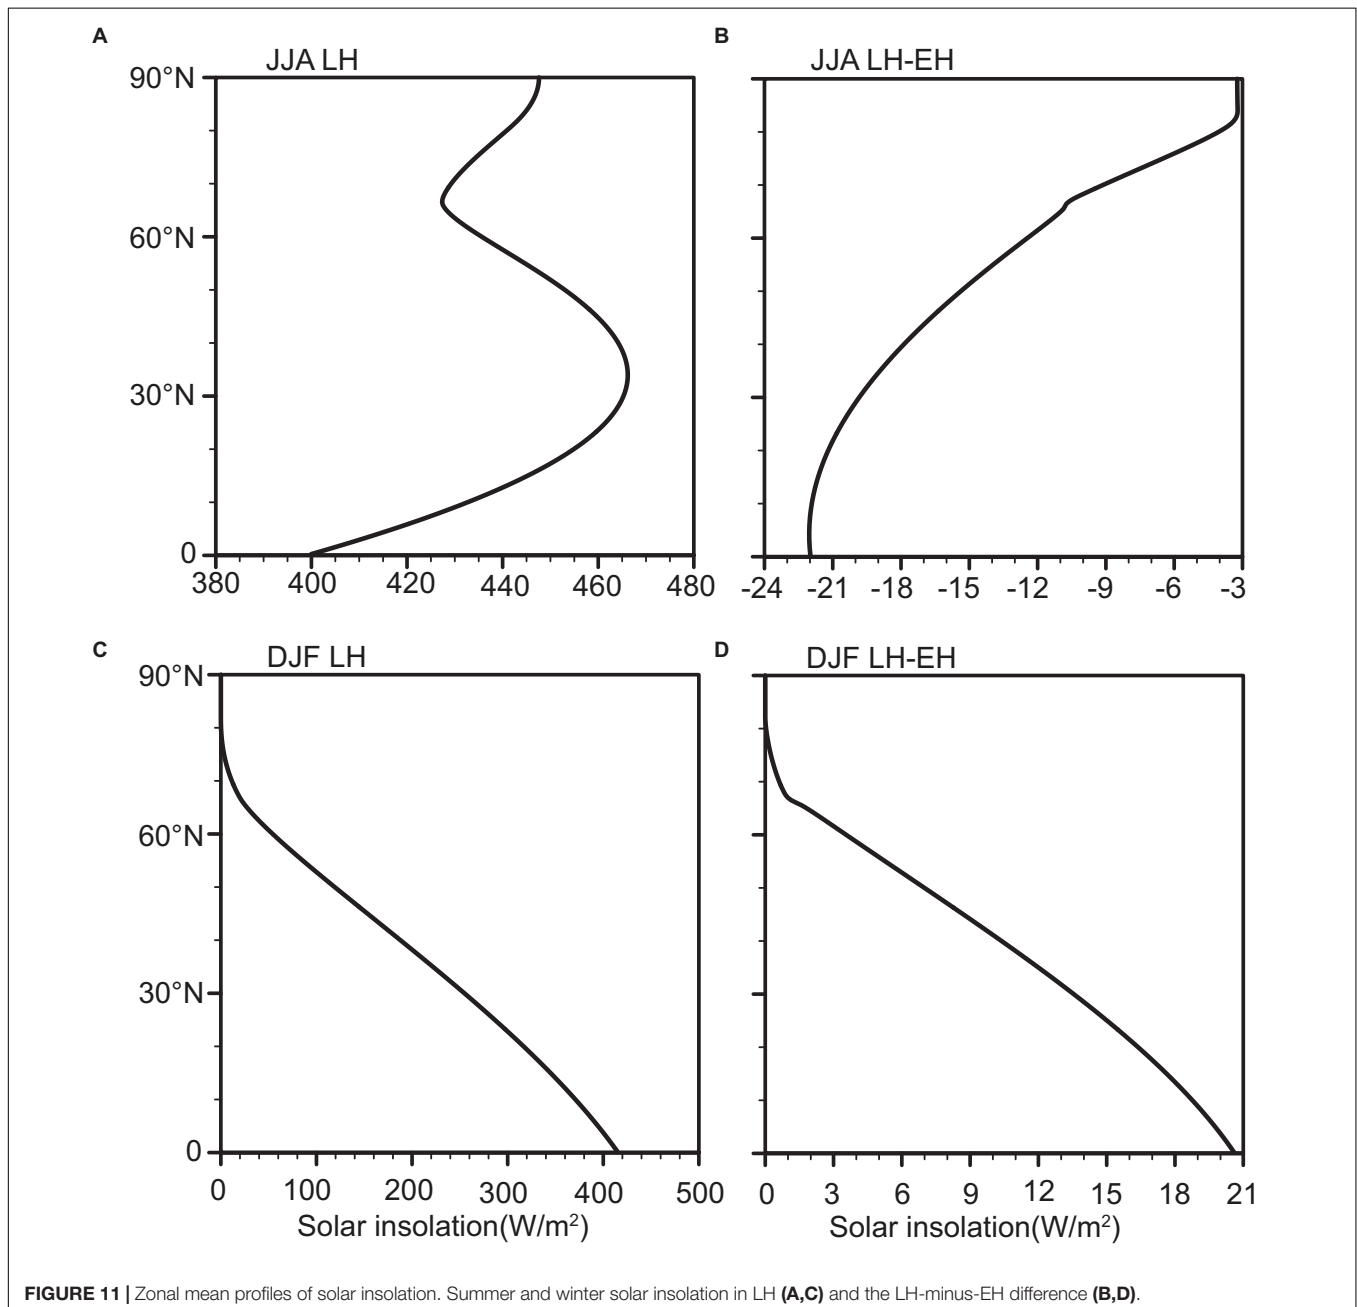 A
B
JJA LH
JJA LH-EH
90°N
60°N
30°N
0
380 400 420 440 460 480
-24 -21 -18 -15 -12 -9 -6 -3
C
D
DJF LH
DJF LH-EH
90°N
60°N
30°N
0
0 100 200 300 400 500
0 3 6 9 12 15 18 21
Solar insolation(W/m²)
Solar insolation(W/m²)
FIGURE 11 | Zonal mean profiles of solar insolation. Summer and winter solar insolation in LH (A,C) and the LH-minus-EH difference (B,D).